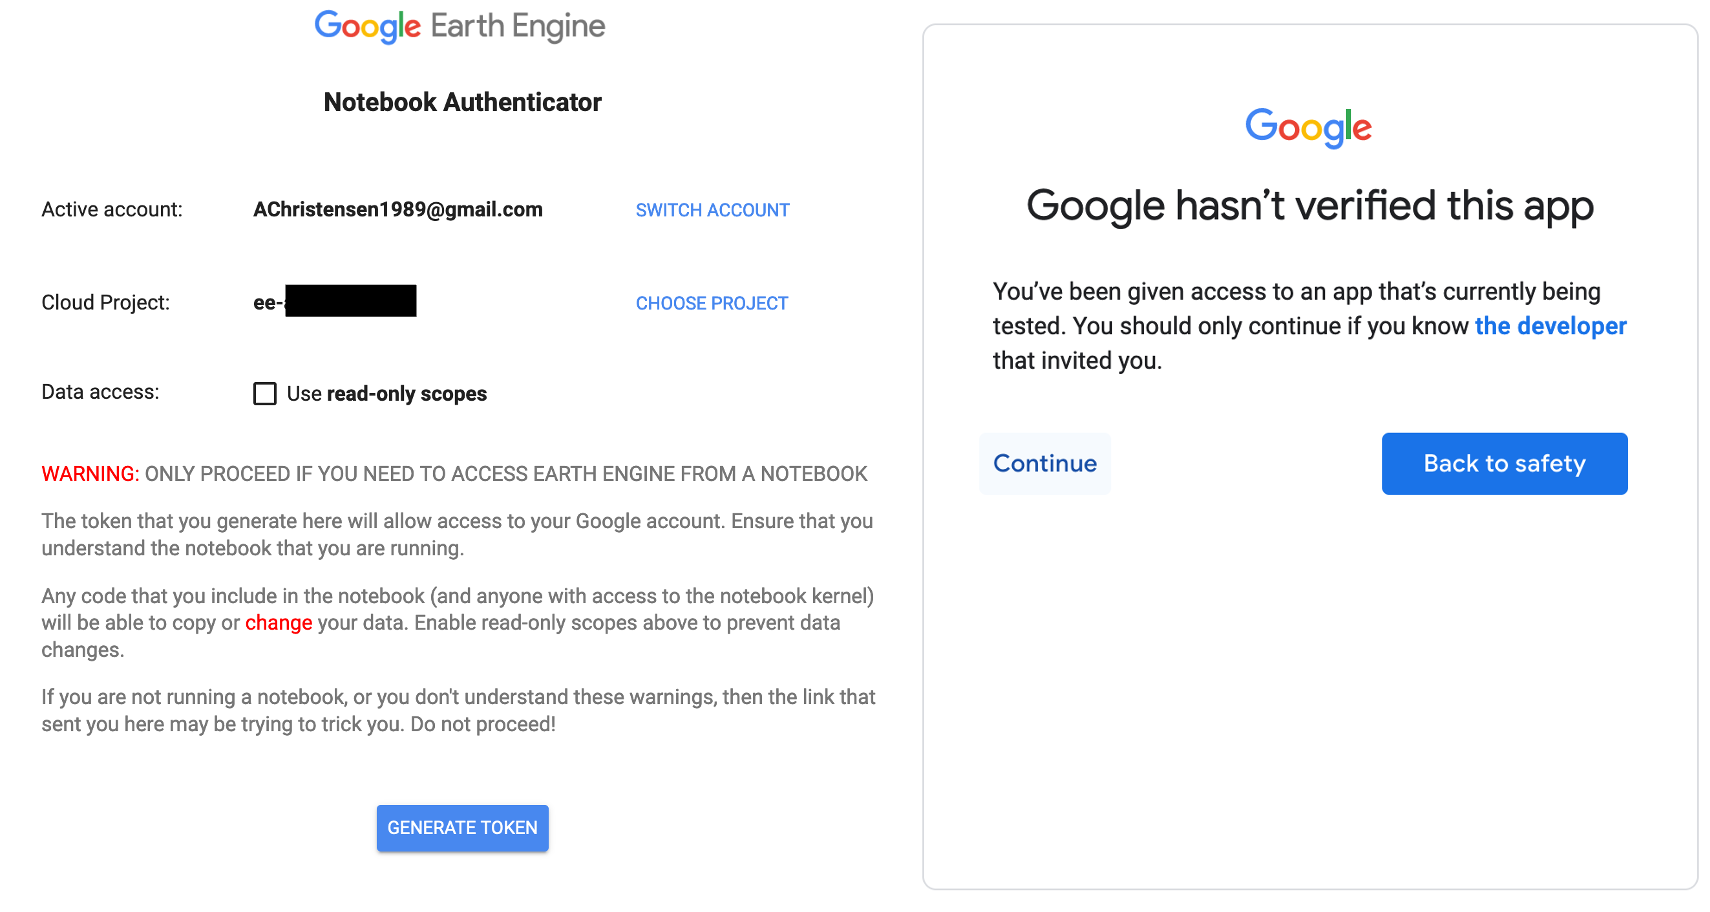 Google Earth Engine
Notebook Authenticator
Active account: AChristensen1989@gmail.com SWITCH ACCOUNT
Cloud Project: ee- CHOOSE PROJECT
Data access: Use read-only scopes
WARNING: ONLY PROCEED IF YOU NEED TO ACCESS EARTH ENGINE FROM A NOTEBOOK
The token that you generate here will allow access to your Google account. Ensure that you
understand the notebook that you are running.
Any code that you include in the notebook (and anyone with access to the notebook kernel)
will be able to copy or change your data. Enable read-only scopes above to prevent data
changes.
If you are not running a notebook, or you don't understand these warnings, then the link that
sent you here may be trying to trick you. Do not proceed!
GENERATE TOKEN
Google
Google hasn’t verified this app
You’ve been given access to an app that’s currently being
tested. You should only continue if you know the developer
that invited you.
Continue
Back to safety